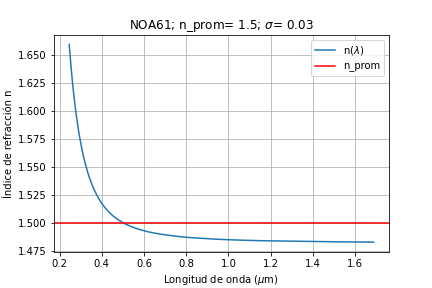 NOA61; n_prom= 1.5; σ= 0.03
n(λ)
n_prom
Índice de refracción n
1.650
1.625
1.600
1.575
1.550
1.525
1.500
1.475
0.2 0.4 0.6 0.8 1.0 1.2 1.4 1.6
Longitud de onda (μm)